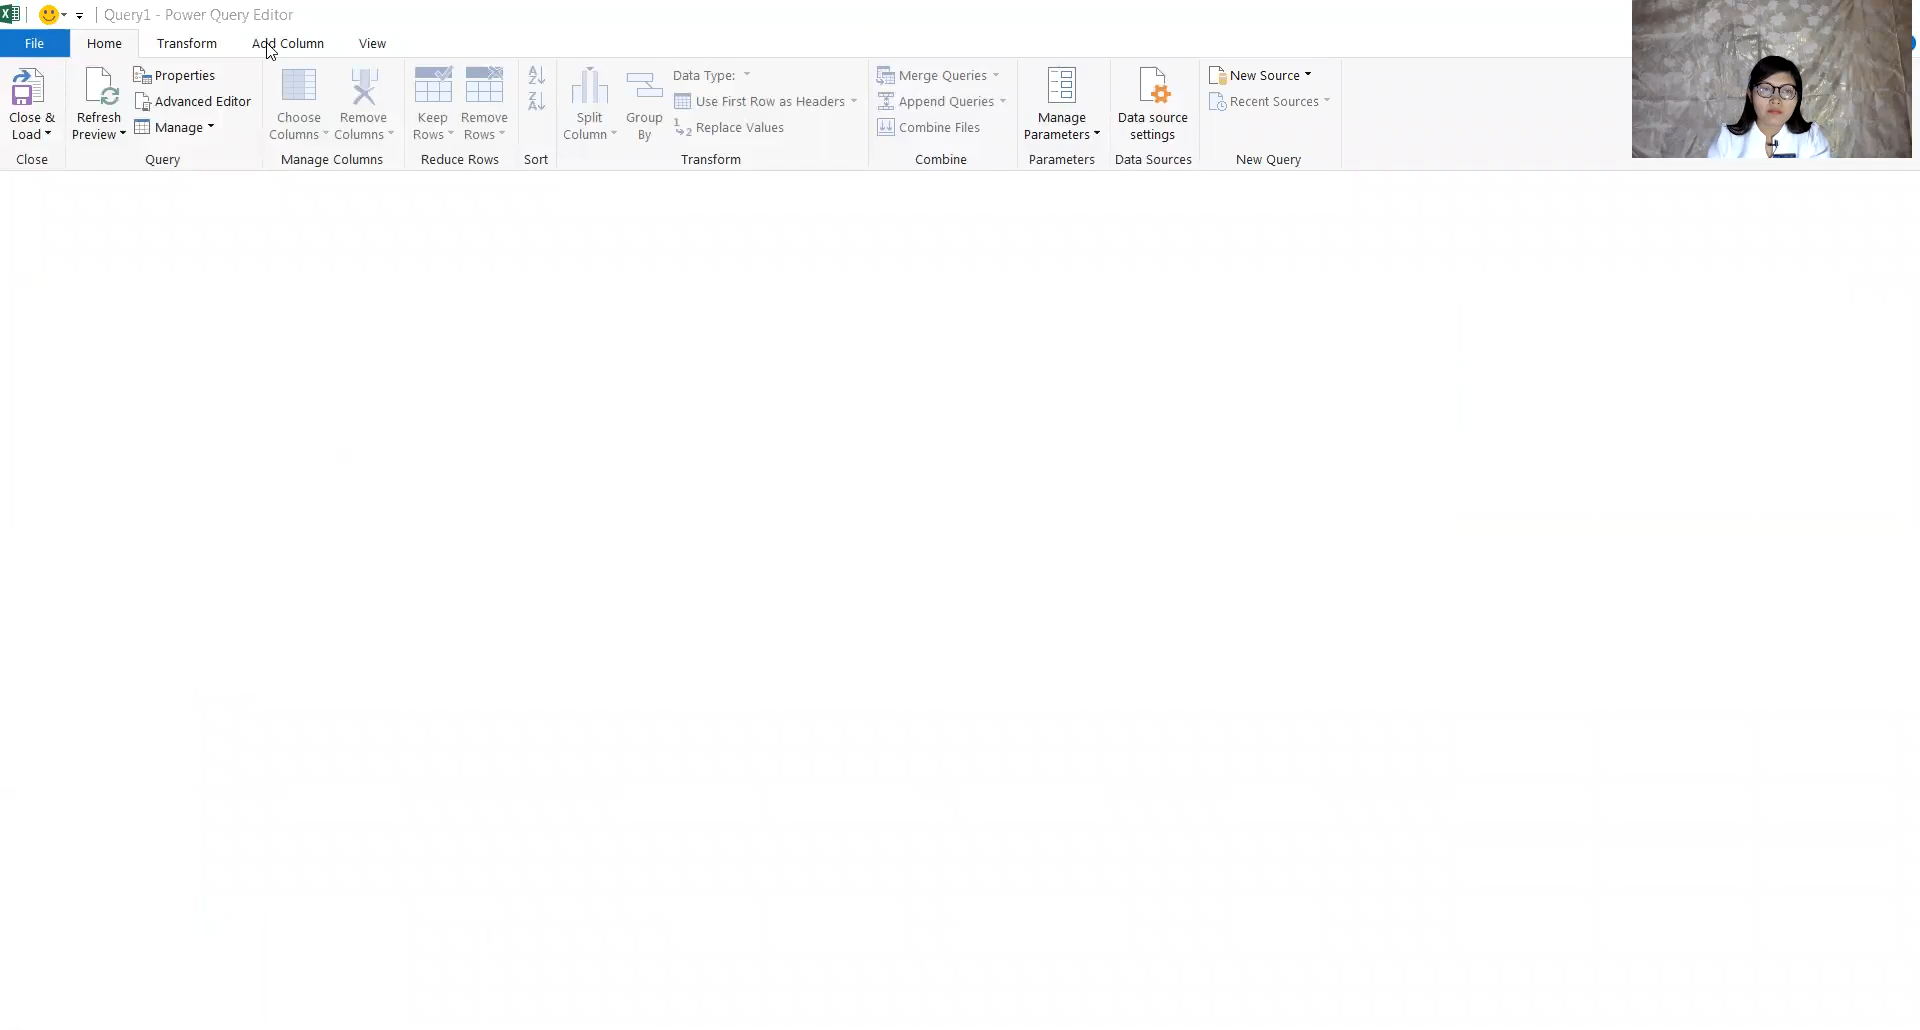 Query1 - Power Query Editor
File Home Transform Add Column View
Close & Load
Refresh Preview
Properties
Advanced Editor
Manage
Choose Columns
Remove Columns
Keep Rows
Remove Rows
A Z
Z A
Split Column
Group By
Data Type:
Use First Row as Headers
1 2 Replace Values
Merge Queries
Append Queries
Combine Files
Manage Parameters
Data source settings
New Source
Recent Sources
Close Query Manage Columns Reduce Rows Sort Transform Combine Parameters Data Sources New Query